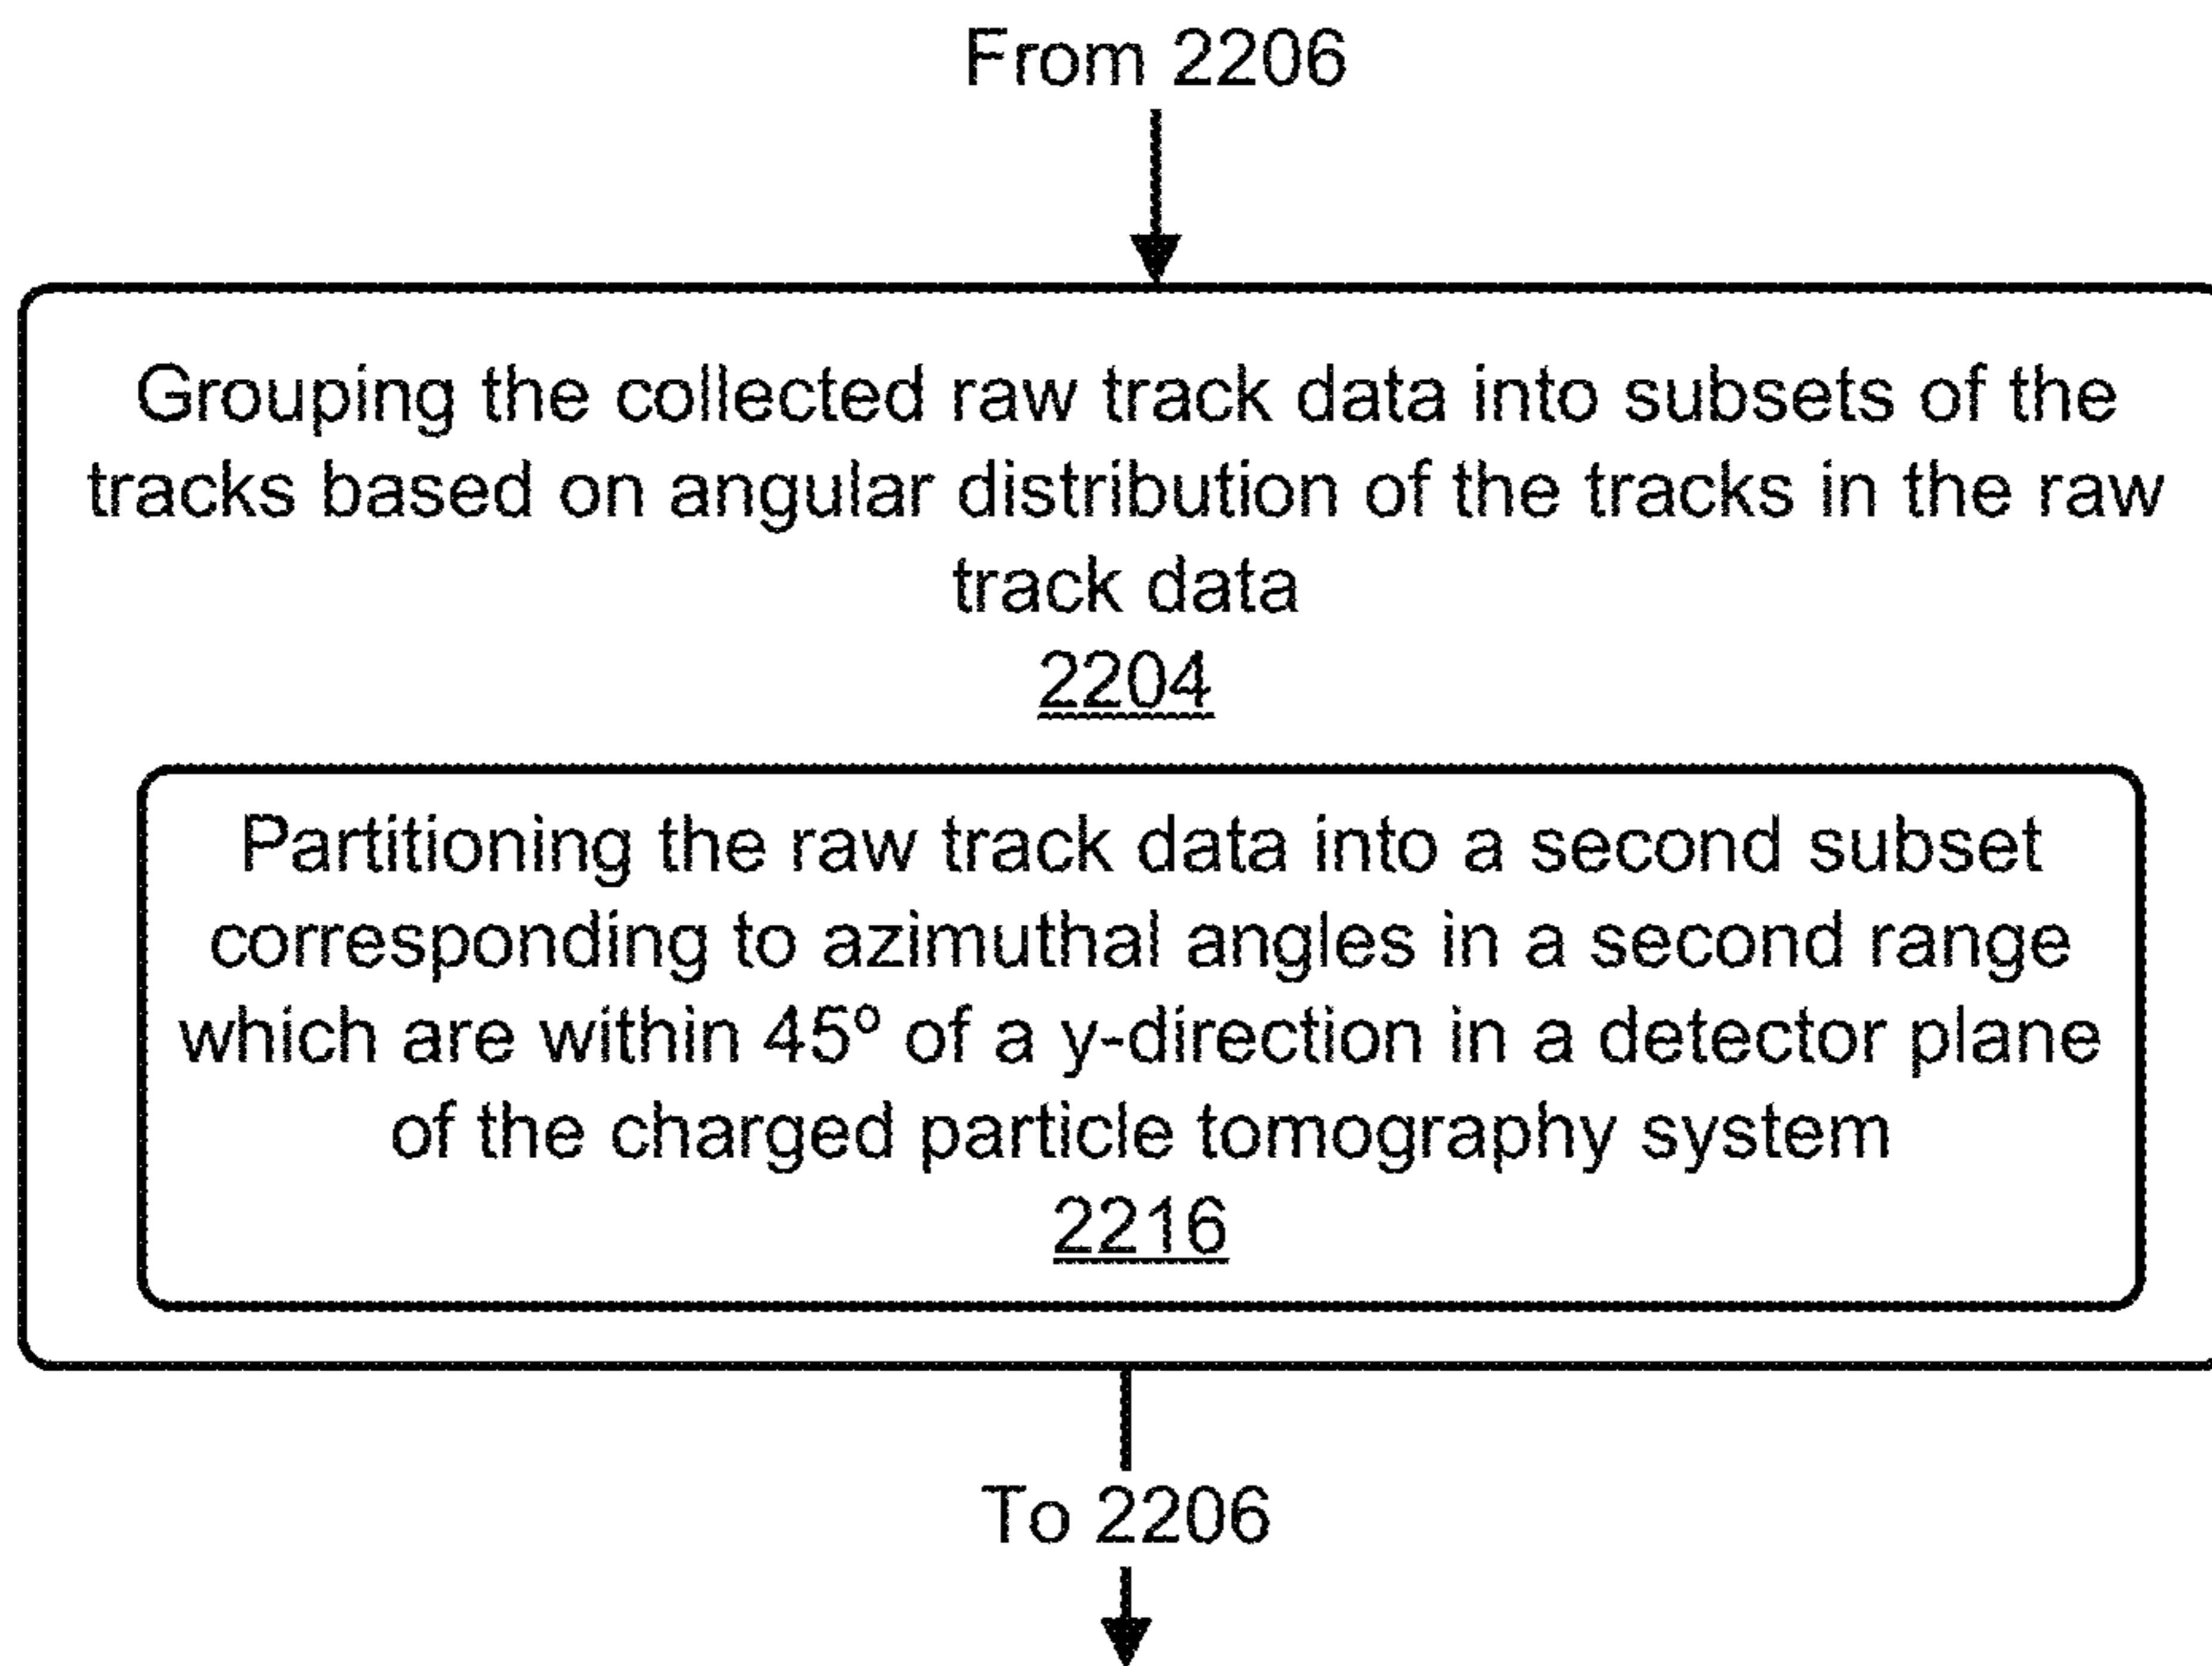 From 2206
Grouping the collected raw track data into subsets of the
tracks based on angular distribution of the tracks in the raw
track data
2204
Partitioning the raw track data into a second subset
corresponding to azimuthal angles in a second range
which are within 45º of a y-direction in a detector plane
of the charged particle tomography system
2216
To 2206